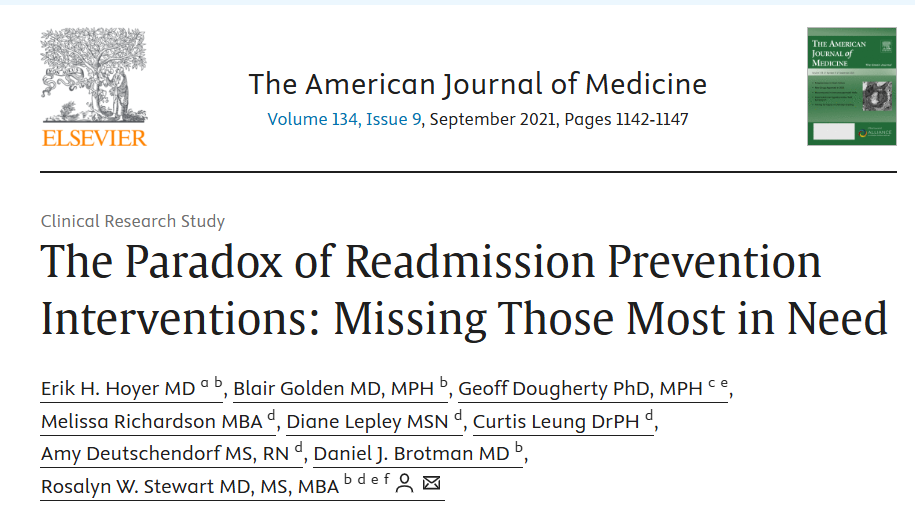 The American Journal of Medicine
Volume 134, Issue 9, September 2021, Pages 1142-1147
ELSEVIER
THE AMERICAN
JOURNAL of
MEDICINE
Clinical Research Study
The Paradox of Readmission Prevention
Interventions: Missing Those Most in Need
Erik H. Hoyer MD a b, Blair Golden MD, MPH b, Geoff Dougherty PhD, MPH c e,
Melissa Richardson MBA d, Diane Lepley MSN d, Curtis Leung DrPH d,
Amy Deutschendorf MS, RN d, Daniel J. Brotman MD b,
Rosalyn W. Stewart MD, MS, MBA b d e f